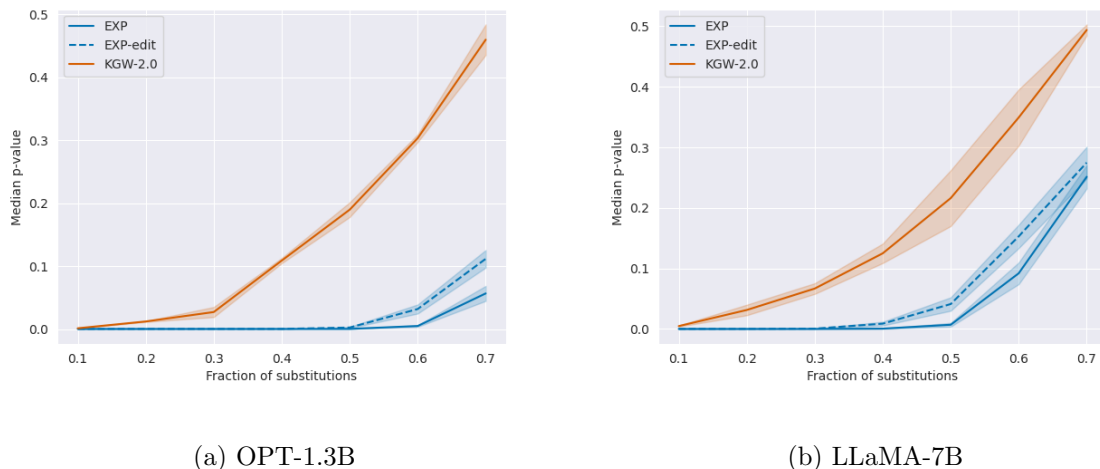 EXP
EXP-edit
KGW-2.0
0.5
0.4
0.3
0.2
0.1
0.0
Median p-value
0.1 0.2 0.3 0.4 0.5 0.6 0.7
Fraction of substitutions
(a) OPT-1.3B
EXP
EXP-edit
KGW-2.0
0.5
0.4
0.3
0.2
0.1
0.0
Median p-value
0.1 0.2 0.3 0.4 0.5 0.6 0.7
Fraction of substitutions
(b) LLaMA-7B